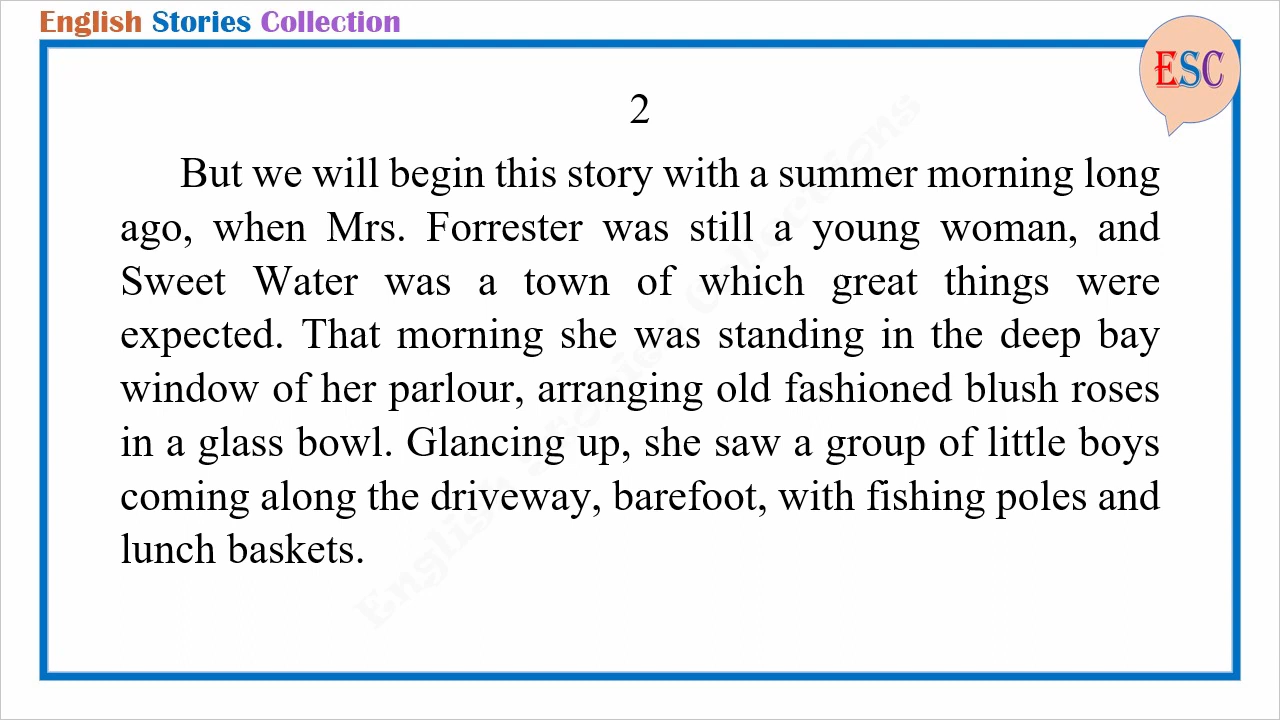 English Stories Collection
ESC
2
But we will begin this story with a summer morning long
ago, when Mrs. Forrester was still a young woman, and
Sweet Water was a town of which great things were
expected. That morning she was standing in the deep bay
window of her parlour, arranging old fashioned blush roses
in a glass bowl. Glancing up, she saw a group of little boys
coming along the driveway, barefoot, with fishing poles and
lunch baskets.